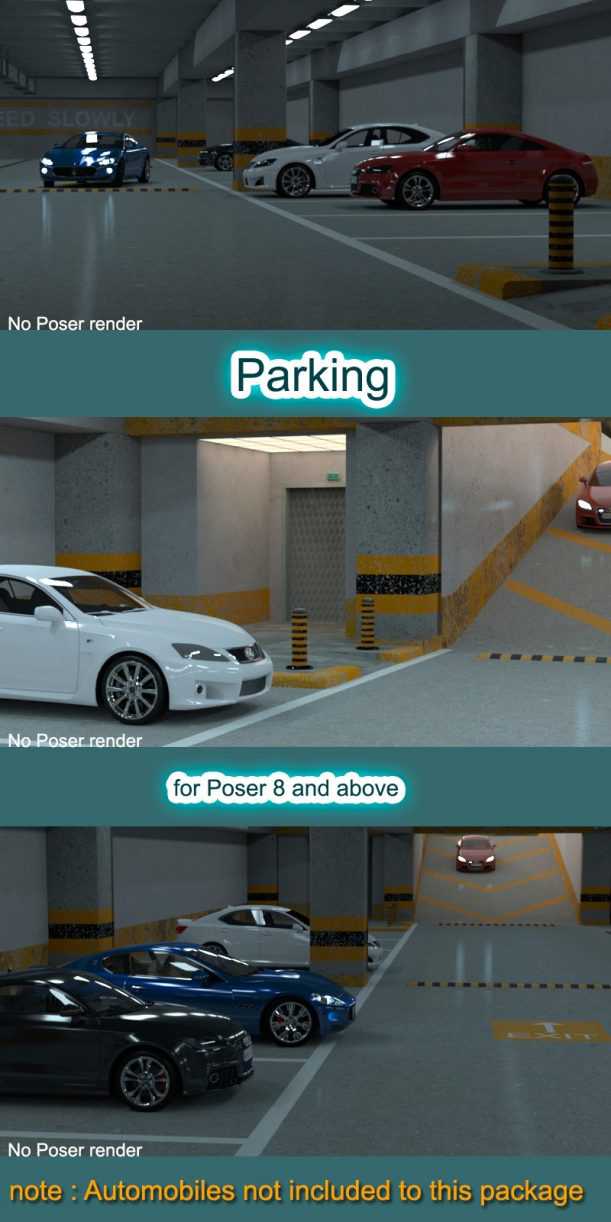 EED SLOWLY
No Poser render
Parking
No Poser render
for Poser 8 and above
EXIT
No Poser render
note : Automobiles not included to this package